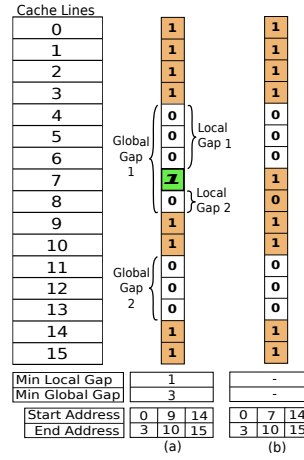 Cache Lines
0 1 1
1 1 1
2 1 1
3 1 1
4 0 0
5 0 0
6 0 0
7 1
8 0 0
9 1 1
10 1 1
11 0 0
12 0 0
13 0 0
14 1 1
15 1 1
Global
Gap
1
Local
Gap 1
Local
Gap 2
Global
Gap
2
Min Local Gap 1 -
Min Global Gap 3 -
Start Address 0 9 14 0 7 14
End Address 3 10 15 3 10 15
(a) (b)